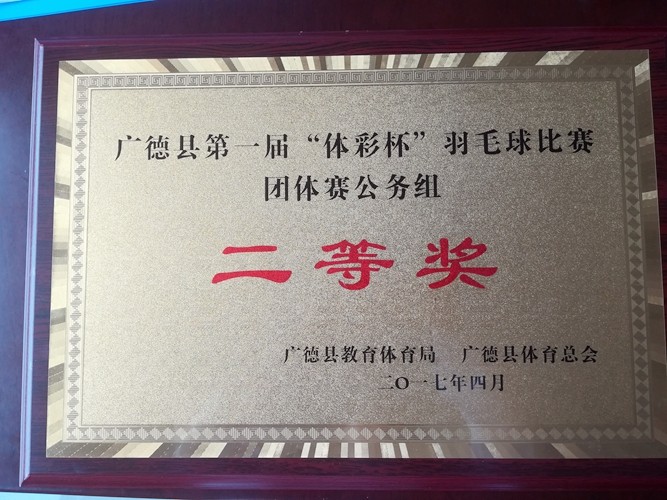 广德县第一届“体彩杯”羽毛球比赛
团体赛公务组
二等奖
广德县教育体育局 广德县体育总会
二〇一七年四月